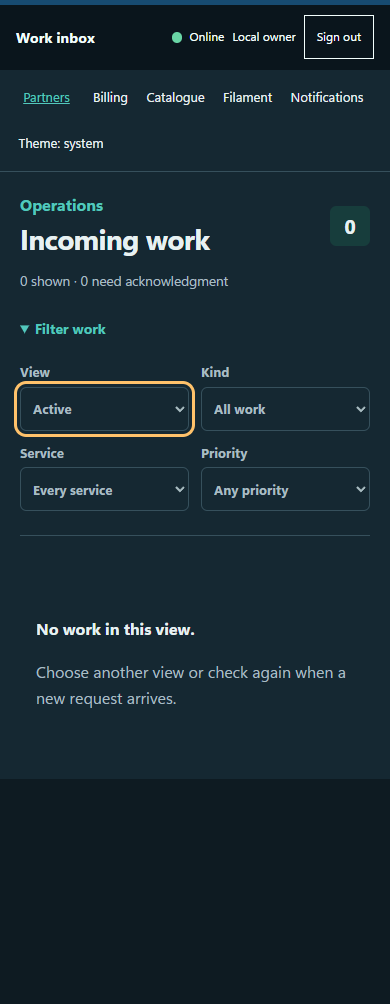 Work inbox
Online Local owner Sign out
Partners Billing Catalogue Filament Notifications
Theme: system
Operations
Incoming work
0
0 shown · 0 need acknowledgment
▼ Filter work
View Kind
Active All work
Service Priority
Every service Any priority
No work in this view.
Choose another view or check again when a
new request arrives.